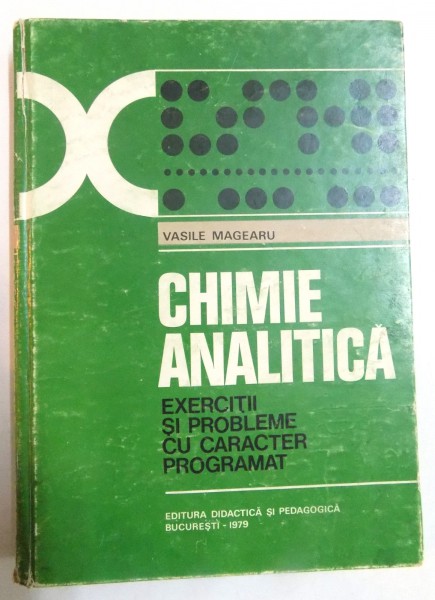 VASILE MAGEARU
CHIMIE
ANALITICĂ
EXERCIȚII
ȘI PROBLEME
CU CARACTER
PROGRAMAT
EDITURA DIDACTICĂ ȘI PEDAGOGICĂ
BUCUREȘTI - 1979